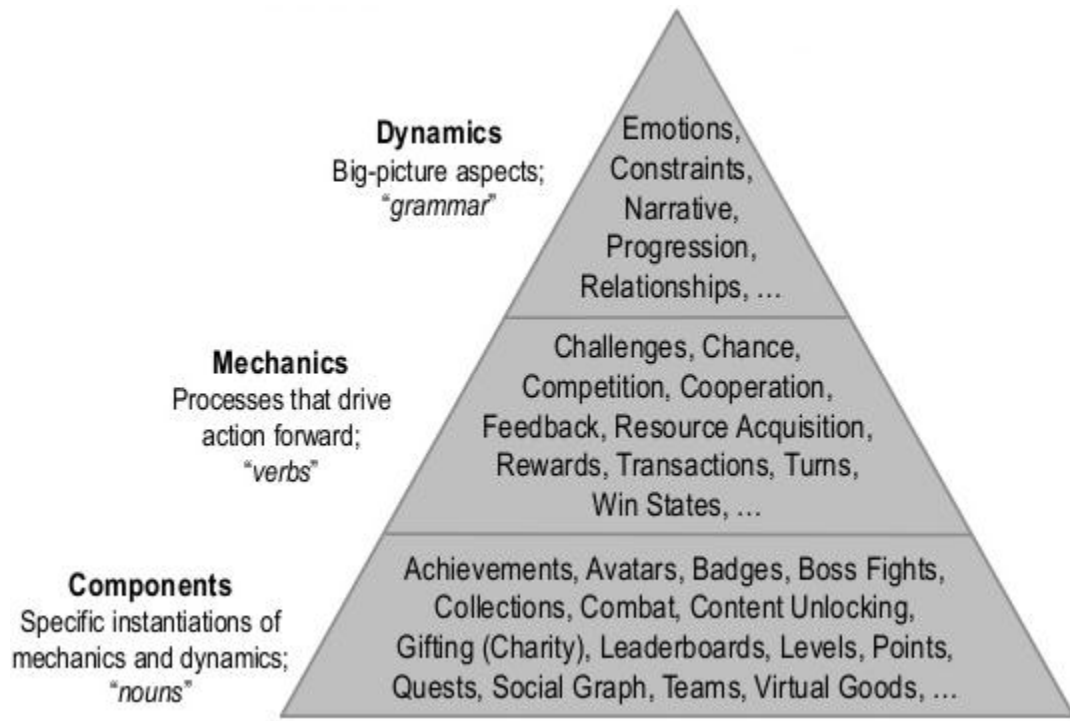 Dynamics
Big-picture aspects;
“grammar”
Emotions,
Constraints,
Narrative,
Progression,
Relationships, …
Mechanics
Processes that drive
action forward;
“verbs”
Challenges, Chance,
Competition, Cooperation,
Feedback, Resource Acquisition,
Rewards, Transactions, Turns,
Win States, …
Components
Specific instantiations of
mechanics and dynamics;
“nouns”
Achievements, Avatars, Badges, Boss Fights,
Collections, Combat, Content Unlocking,
Gifting (Charity), Leaderboards, Levels, Points,
Quests, Social Graph, Teams, Virtual Goods, …